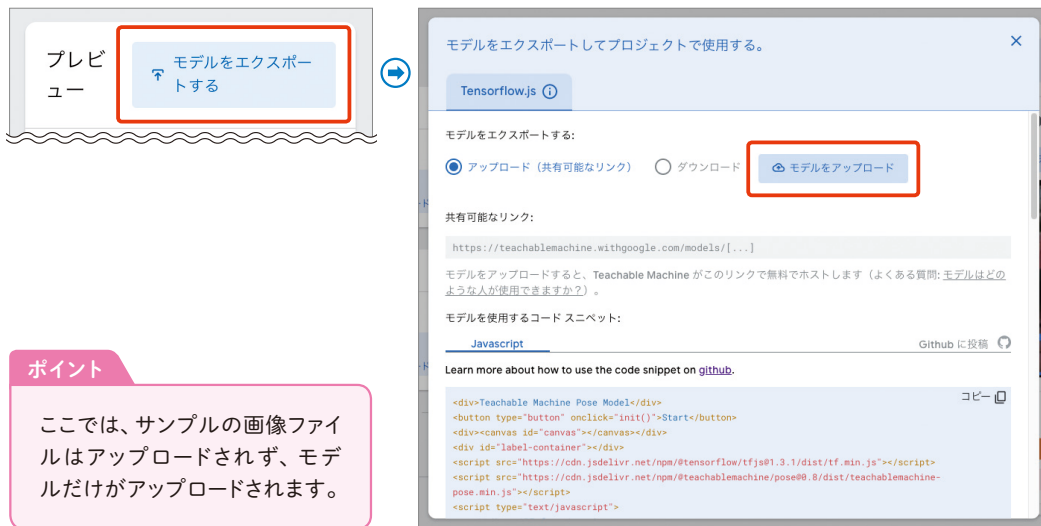 プレビ
ュー
モデルをエクスポー
トする
モデルをエクスポートしてプロジェクトで使用する。
Tensorflow.js
モデルをエクスポートする:
アップロード（共有可能なリンク） ダウンロード モデルをアップロード
共有可能なリンク:
https://teachablemachine.withgoogle.com/models/[...]
モデルをアップロードすると、Teachable Machine がこのリンクで無料でホストします（よくある質問: モデルはどの
ような人が使用できますか？）。
モデルを使用するコード スニペット:
Javascript Github に投稿
Learn more about how to use the code snippet on github.
コピー
<div>Teachable Machine Pose Model</div>
<button type="button" onclick="init()">Start</button>
<div><canvas id="canvas"></canvas></div>
<div id="label-container"></div>
<script src="https://cdn.jsdelivr.net/npm/@tensorflow/tfjs@1.3.1/dist/tf.min.js"></script>
<script src="https://cdn.jsdelivr.net/npm/@teachablemachine/pose@0.8/dist/teachablemachine-
pose.min.js"></script>
<script type="text/javascript">
ポイント
ここでは、サンプルの画像ファイ
ルはアップロードされず、モデ
ルだけがアップロードされます。